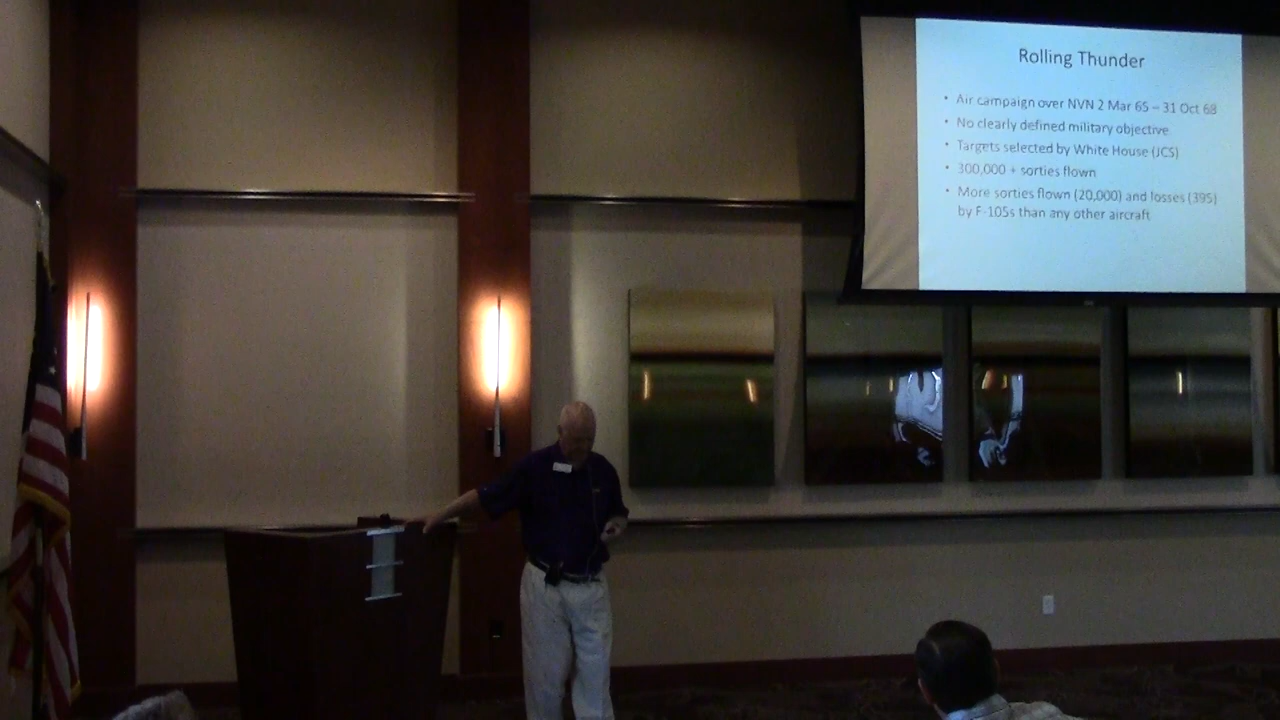 Rolling Thunder
• Air campaign over NVN 2 Mar 65 – 31 Oct 68
• No clearly defined military objective
• Targets selected by White House (JCS)
• 300,000 + sorties flown
• More sorties flown (20,000) and losses (395)
by F-105s than any other aircraft